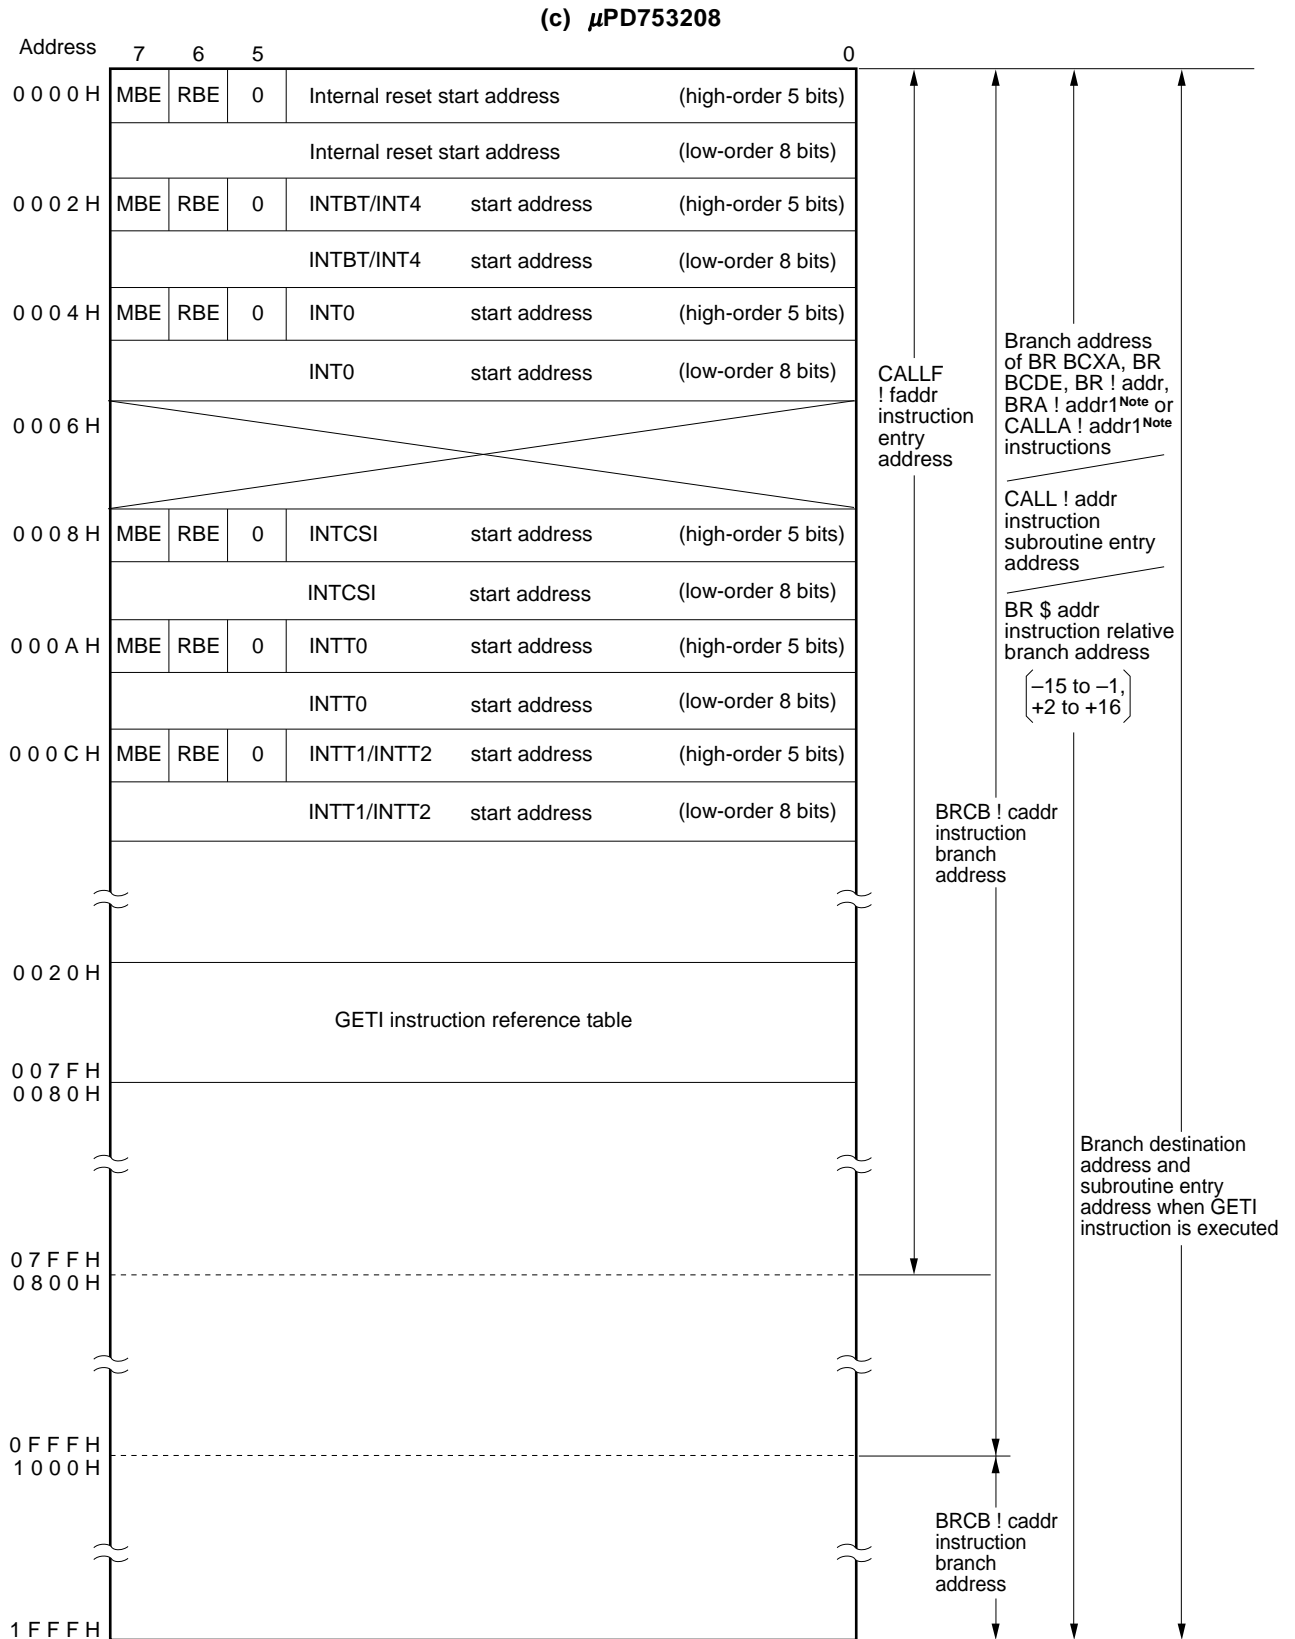 (c) μPD753208
Address
7 6 5 0
0000H MBE RBE 0 Internal reset start address (high-order 5 bits)
Internal reset start address (low-order 8 bits)
0002H MBE RBE 0 INTBT/INT4 start address (high-order 5 bits)
INTBT/INT4 start address (low-order 8 bits)
0004H MBE RBE 0 INT0 start address (high-order 5 bits)
INT0 start address (low-order 8 bits)
0006H
0008H MBE RBE 0 INTCSI start address (high-order 5 bits)
INTCSI start address (low-order 8 bits)
000AH MBE RBE 0 INTT0 start address (high-order 5 bits)
INTT0 start address (low-order 8 bits)
000CH MBE RBE 0 INTT1/INTT2 start address (high-order 5 bits)
INTT1/INTT2 start address (low-order 8 bits)
0020H
GETI instruction reference table
007FH
0080H
07FFH
0800H
0FFFH
1000H
1FFFH
CALLF
! faddr
instruction
entry
address
Branch address
of BR BCXA, BR
BCDE, BR ! addr,
BRA ! addr1Note or
CALLA ! addr1Note
instructions
CALL ! addr
instruction
subroutine entry
address
BR $ addr
instruction relative
branch address
–15 to –1,
+2 to +16
BRCB ! caddr
instruction
branch
address
Branch destination
address and
subroutine entry
address when GETI
instruction is executed
BRCB ! caddr
instruction
branch
address